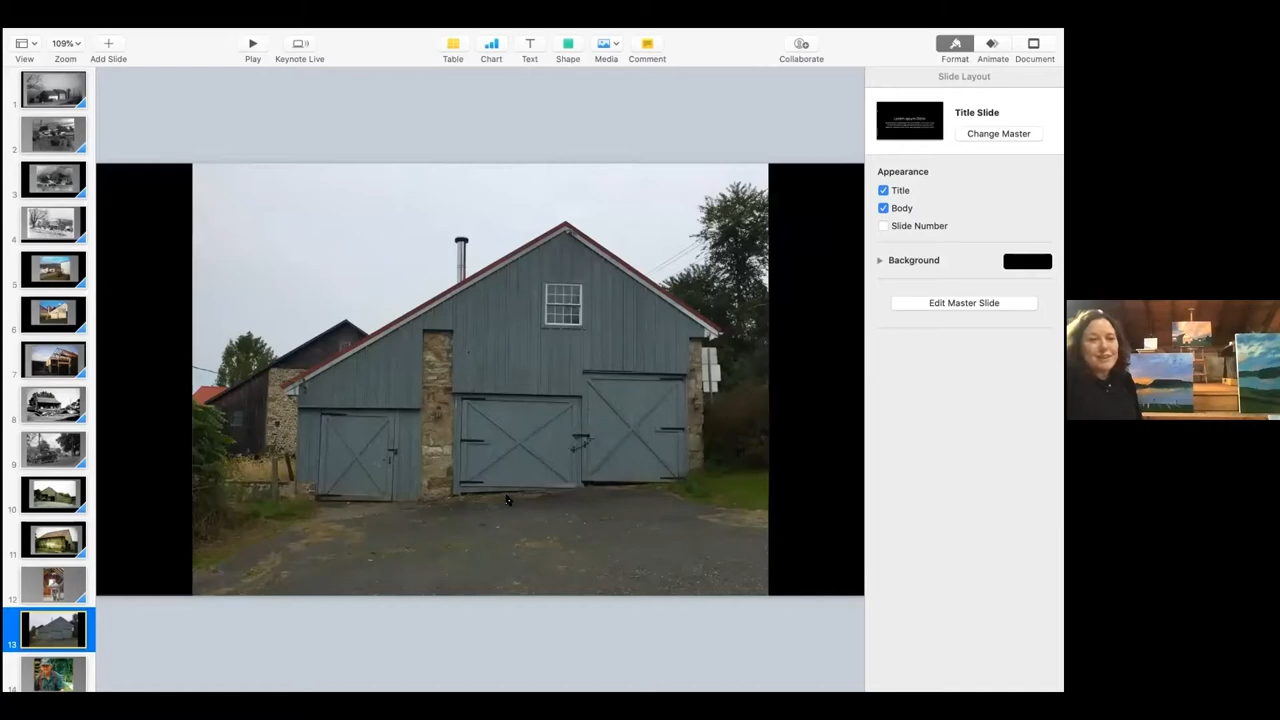 109%
View Zoom Add Slide Play Keynote Live Table Chart Text Shape Media Comment Collaborate Format Animate Document
Slide Layout
Title Slide
Change Master
Appearance
Title
Body
Slide Number
Background
Edit Master Slide
1
2
3
4
5
6
7
8
9
10
11
12
13
14